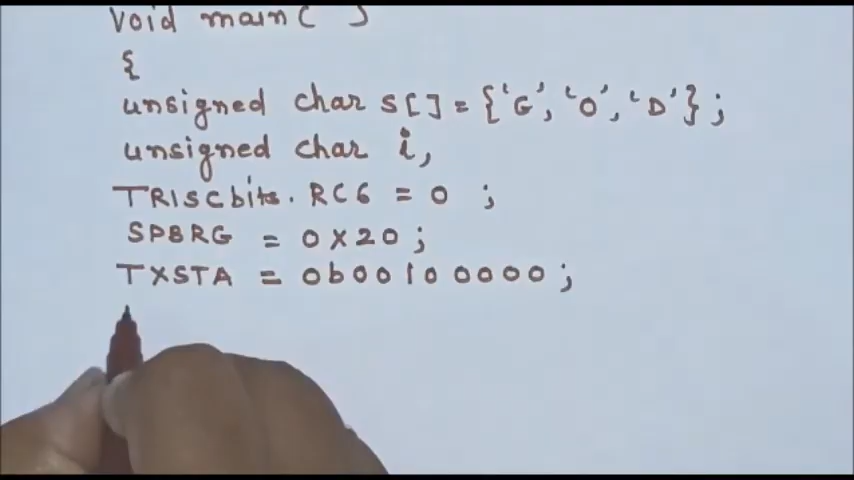 void main( )
{
unsigned char s[] = {'G', 'O', 'D'};
unsigned char i,
TRISCbits. RC6 = 0 ;
SPBRG = 0X20;
TXSTA = 0b00100000;